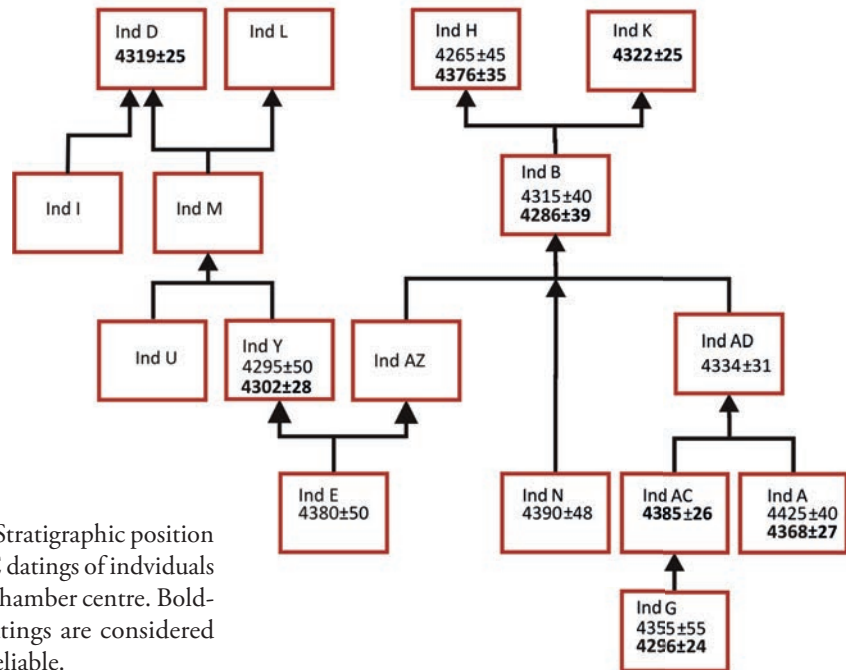 Ind D
4319±25
Ind L
Ind H
4265±45
4376±35
Ind K
4322±25
Ind I
Ind M
Ind B
4315±40
4286±39
Ind U
Ind Y
4295±50
4302±28
Ind AZ
Ind AD
4334±31
Ind E
4380±50
Ind N
4390±48
Ind AC
4385±26
Ind A
4425±40
4368±27
Ind G
4355±55
4296±24
Stratigraphic position
datings of indviduals
hamber centre. Bold-
tings are considered
eliable.